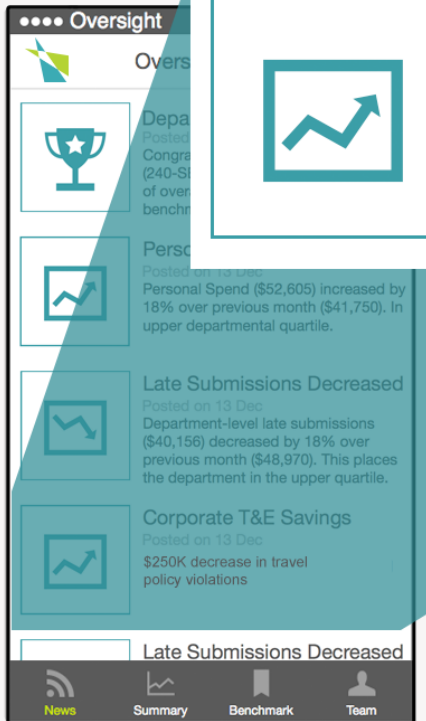 Oversight
Overs
Depa
Posted
Congra
(240-S
of over
benchm
Perso
Posted on 13 Dec
Personal Spend ($52,605) increased by
18% over previous month ($41,750). In
upper departmental quartile.
Late Submissions Decreased
Posted on 13 Dec
Department-level late submissions
($40,156) decreased by 18% over
previous month ($48,970). This places
the department in the upper quartile.
Corporate T&E Savings
Posted on 13 Dec
$250K decrease in travel
policy violations
Late Submissions Decreased
News Summary Benchmark Team